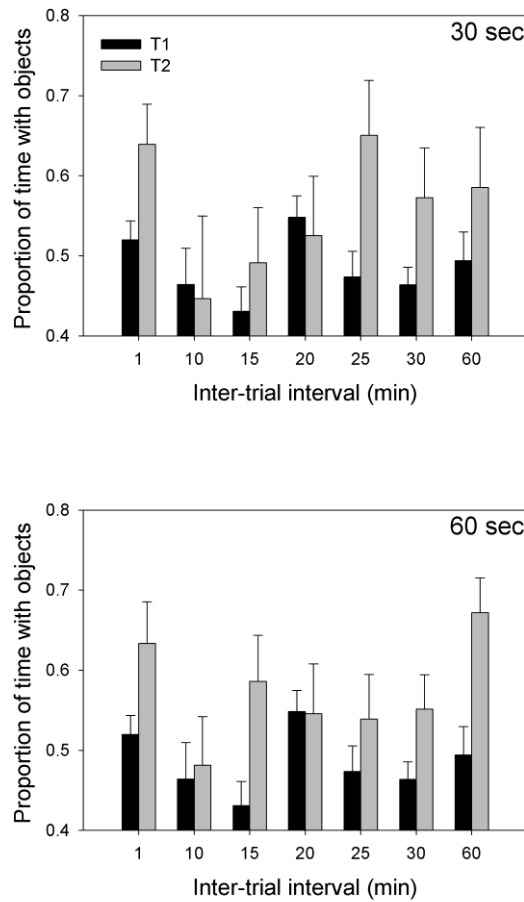 0.8
30 sec
T1
T2
0.7
0.6
0.5
0.4
Proportion of time with objects
1 10 15 20 25 30 60
Inter-trial interval (min)
0.8
60 sec
0.7
0.6
0.5
0.4
Proportion of time with objects
1 10 15 20 25 30 60
Inter-trial interval (min)